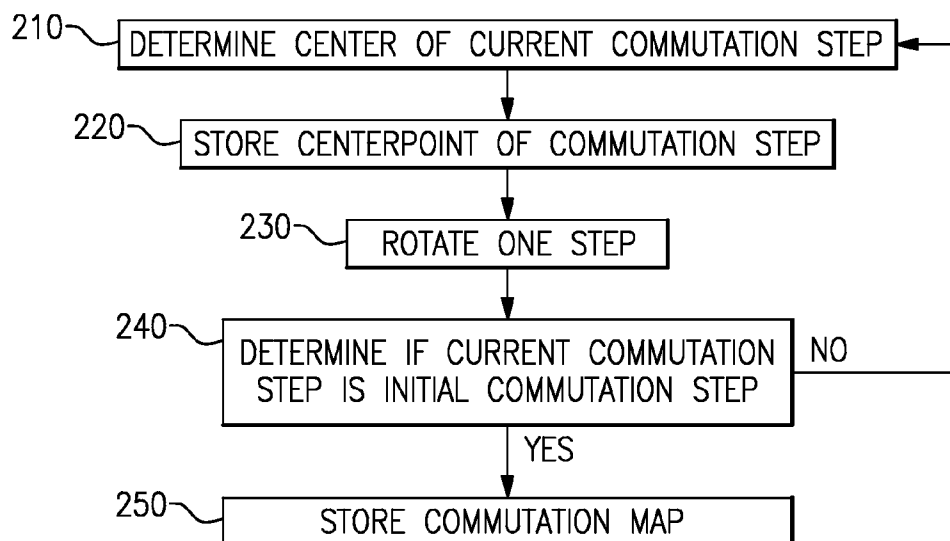 210 DETERMINE CENTER OF CURRENT COMMUTATION STEP
220 STORE CENTERPOINT OF COMMUTATION STEP
230 ROTATE ONE STEP
240 DETERMINE IF CURRENT COMMUTATION
STEP IS INITIAL COMMUTATION STEP
NO
YES
250 STORE COMMUTATION MAP